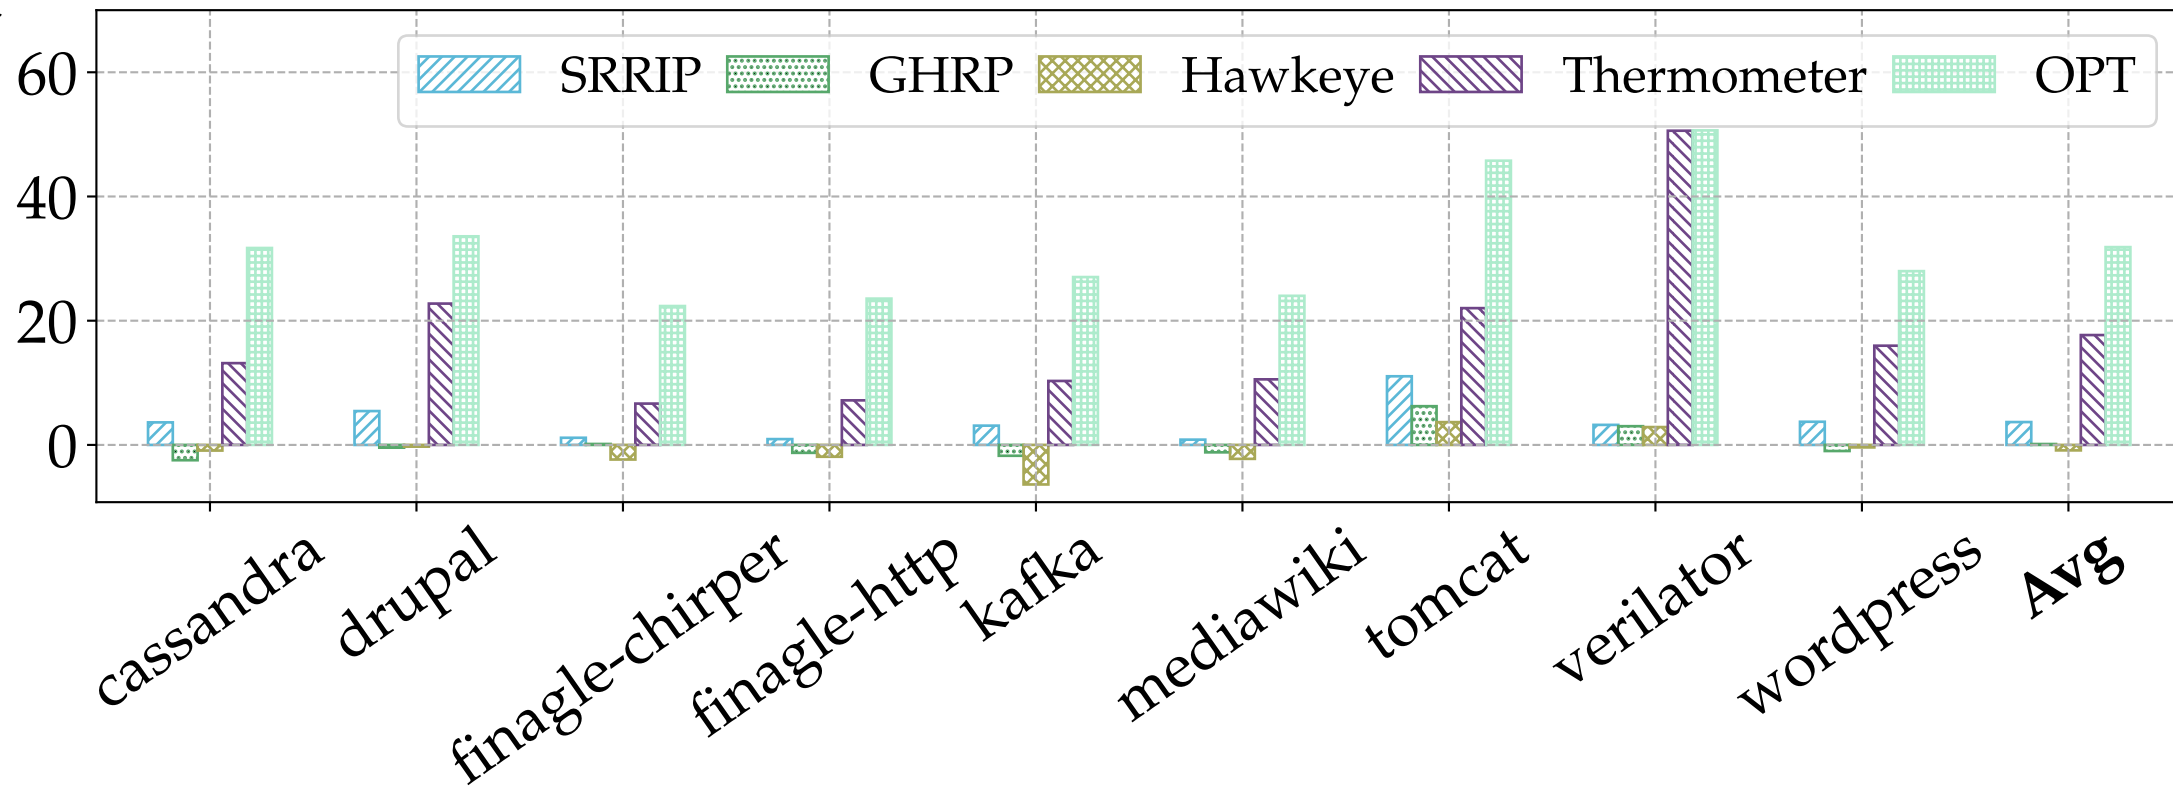 SRRIP GHRP Hawkeye Thermometer OPT
60
40
20
0
cassandra drupal finagle-chirper finagle-http kafka mediawiki tomcat verilator wordpress Avg